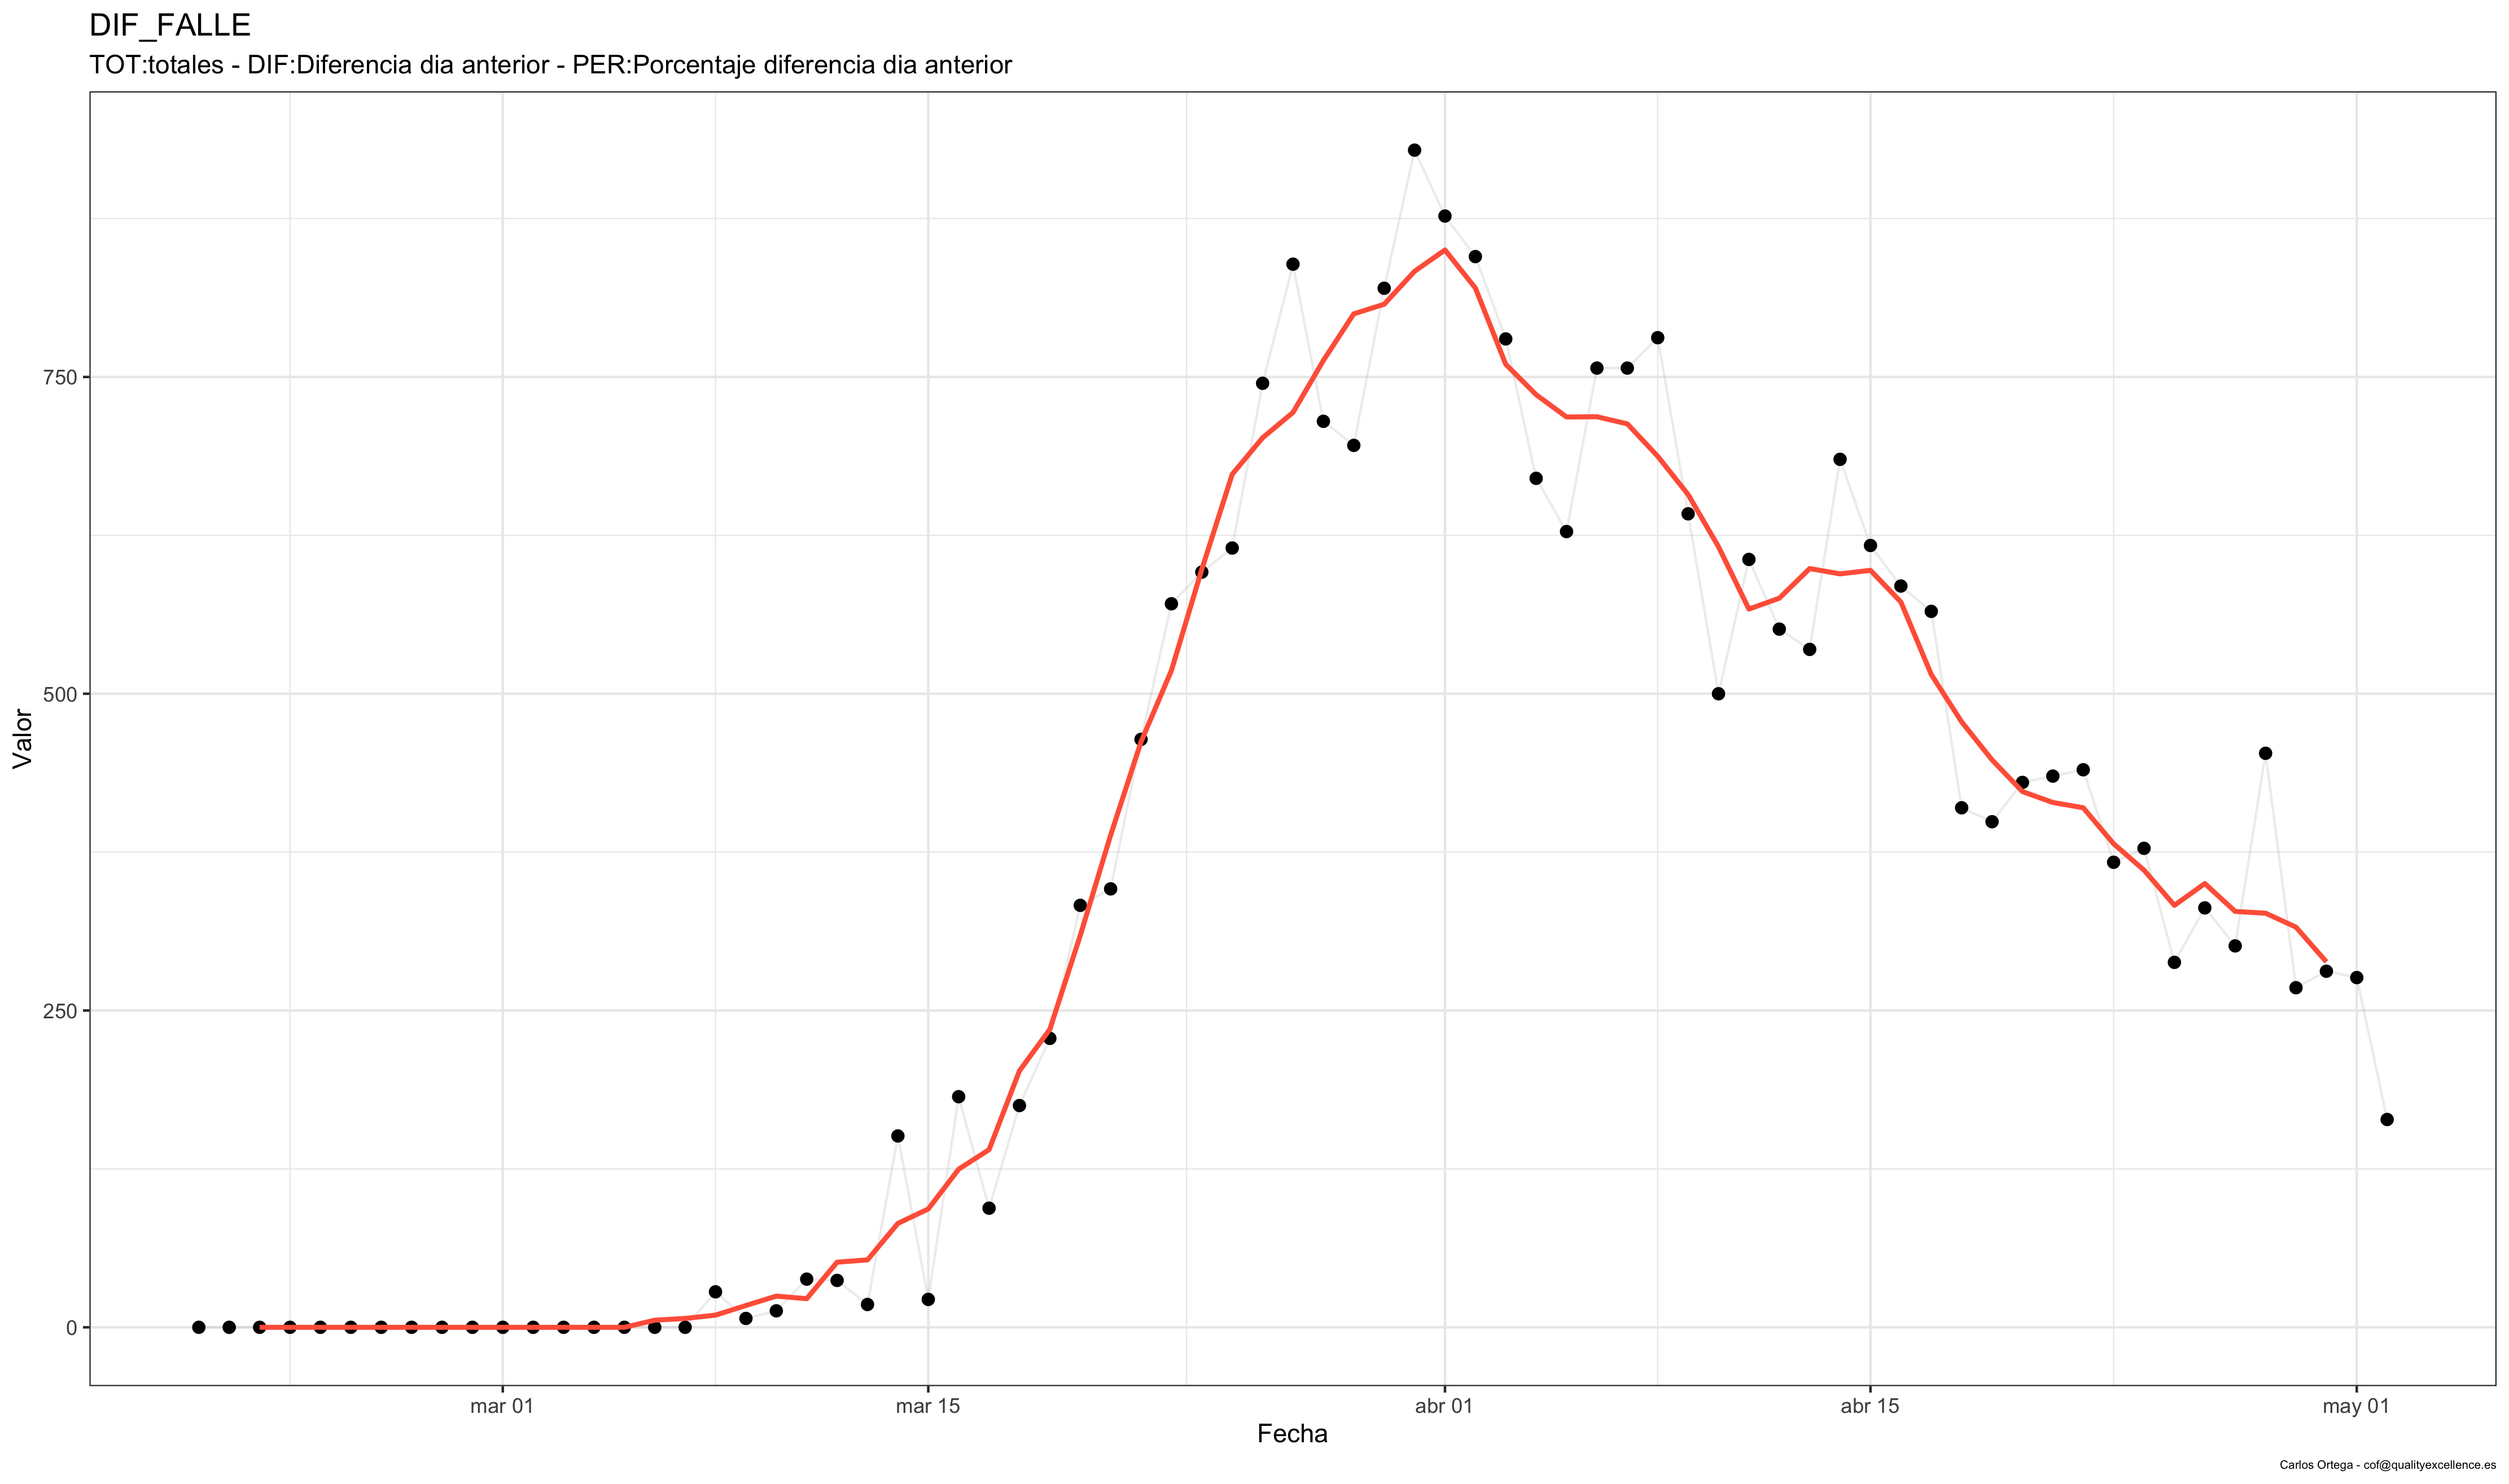 DIF_FALLE
TOT:totales - DIF:Diferencia dia anterior - PER:Porcentaje diferencia dia anterior
Valor
750
500
250
0
mar 01
mar 15
abr 01
abr 15
may 01
Fecha
Carlos Ortega - cof@qualityexcellence.es